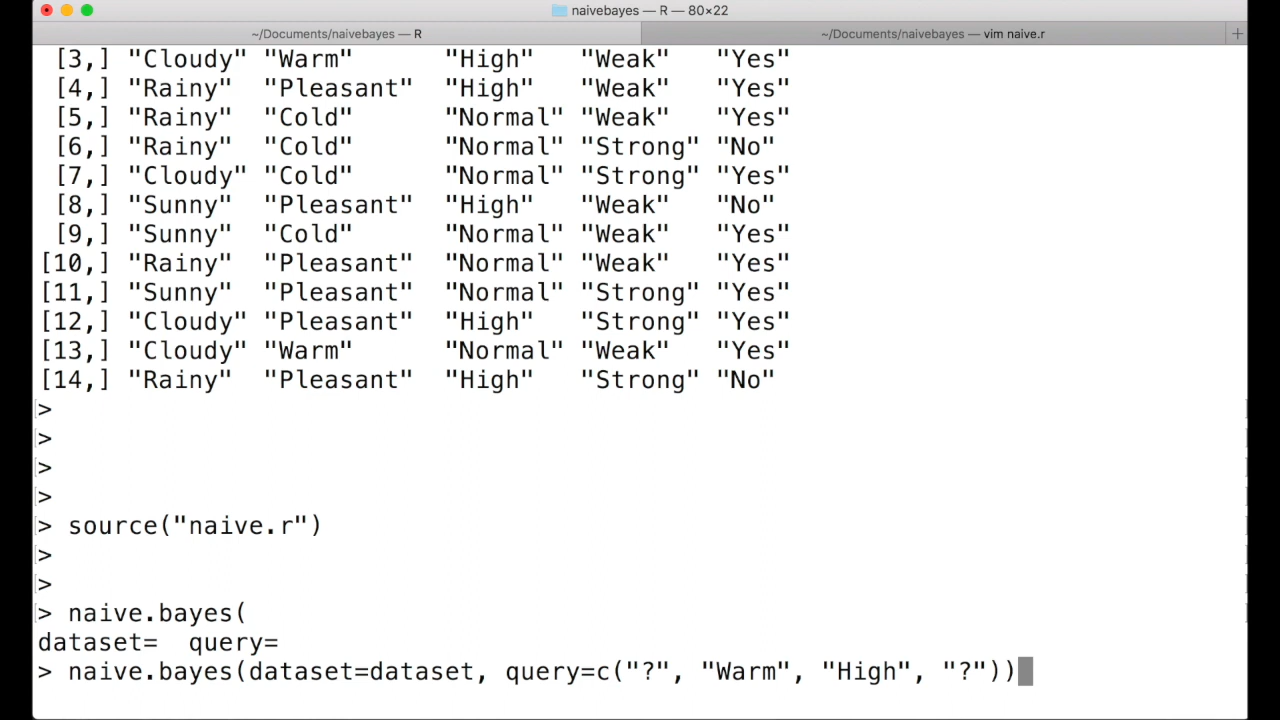 naivebayes — R — 80×22
~/Documents/naivebayes — R
~/Documents/naivebayes — vim naive.r
+
[3,] "Cloudy" "Warm" "High" "Weak" "Yes"
[4,] "Rainy" "Pleasant" "High" "Weak" "Yes"
[5,] "Rainy" "Cold" "Normal" "Weak" "Yes"
[6,] "Rainy" "Cold" "Normal" "Strong" "No"
[7,] "Cloudy" "Cold" "Normal" "Strong" "Yes"
[8,] "Sunny" "Pleasant" "High" "Weak" "No"
[9,] "Sunny" "Cold" "Normal" "Weak" "Yes"
[10,] "Rainy" "Pleasant" "Normal" "Weak" "Yes"
[11,] "Sunny" "Pleasant" "Normal" "Strong" "Yes"
[12,] "Cloudy" "Pleasant" "High" "Strong" "Yes"
[13,] "Cloudy" "Warm" "Normal" "Weak" "Yes"
[14,] "Rainy" "Pleasant" "High" "Strong" "No"
>
>
>
>
> source("naive.r")
>
>
> naive.bayes(
dataset= query=
> naive.bayes(dataset=dataset, query=c("?", "Warm", "High", "?"))